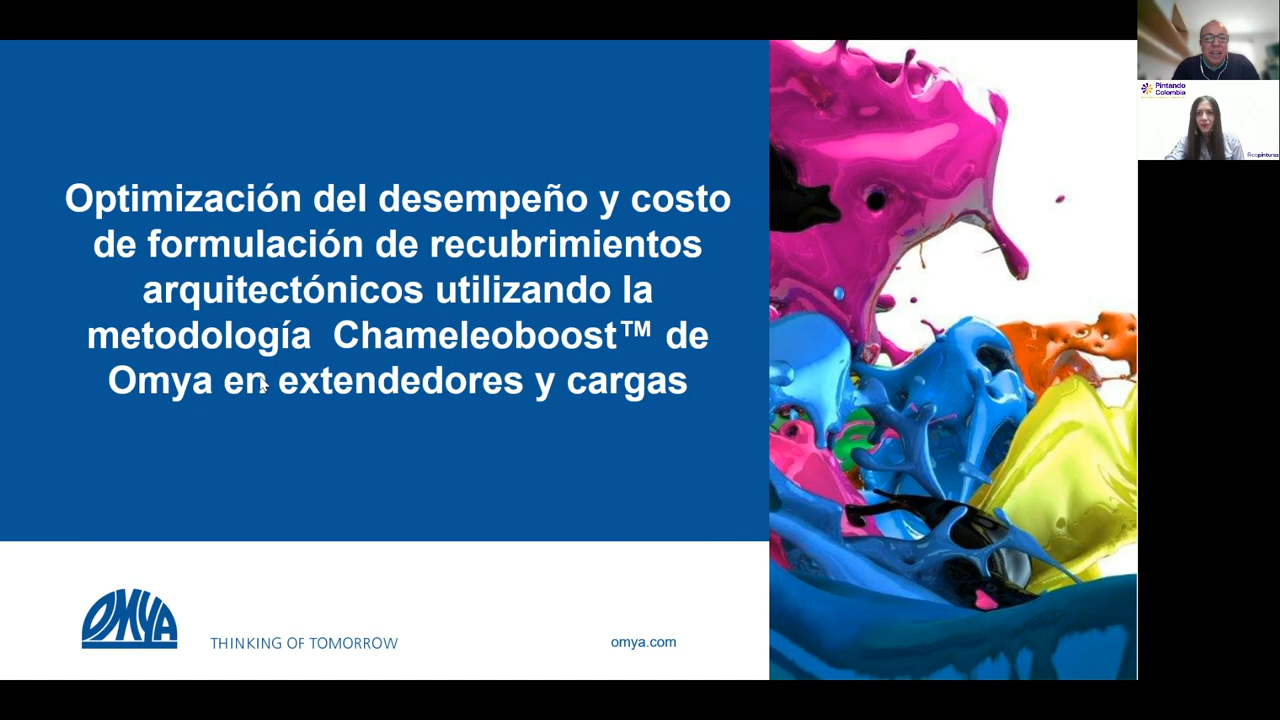 Optimización del desempeño y costo
de formulación de recubrimientos
arquitectónicos utilizando la
metodología Chameleoboost™ de
Omya en extendedores y cargas
OMYA
THINKING OF TOMORROW
omya.com
Pintando
Colombia
Acopinturas